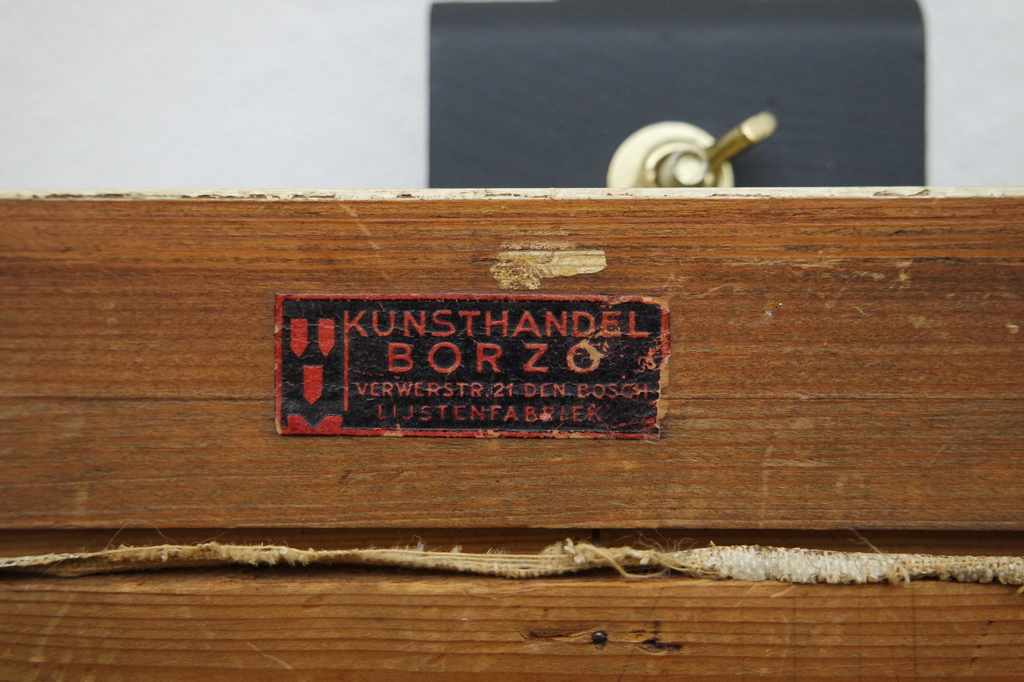 KUNSTHANDEL
BORZO
VERWERSTR. 21 DEN BOSCH
LIJSTENFABRIEK